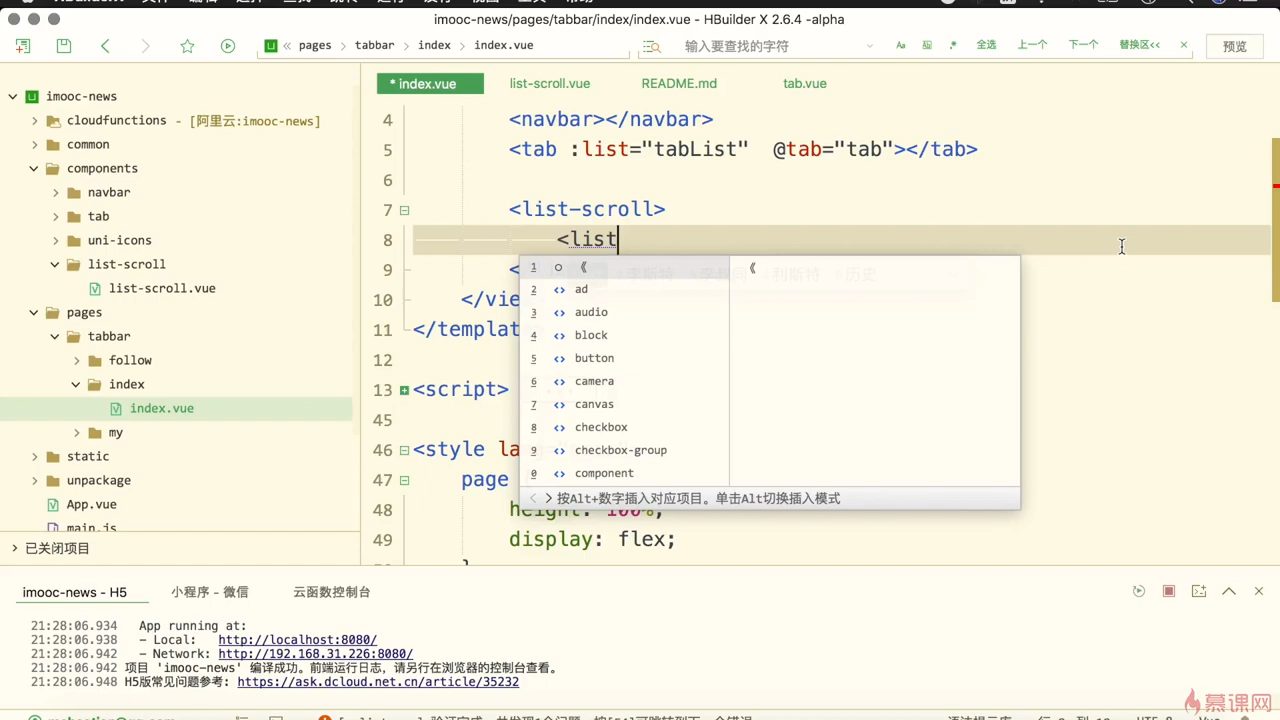 imooc-news/pages/tabbar/index/index.vue - HBuilder X 2.6.4 -alpha
pages
tabbar
index
index.vue
输入要查找的字符
Aa
全选
上一个
下一个
替换区<<
预览
imooc-news
cloudfunctions - [阿里云:imooc-news]
common
components
navbar
tab
uni-icons
list-scroll
list-scroll.vue
pages
tabbar
follow
index
index.vue
my
static
unpackage
App.vue
main.js
已关闭项目
* index.vue
list-scroll.vue
README.md
tab.vue
4 <navbar></navbar>
5 <tab :list="tabList" @tab="tab"></tab>
6
7 <list-scroll>
8 <list
9 <
10 </vie
11 </templat
12
13 <script>
45
46 <style la
47 page
48 height: 100%;
49 display: flex;
1 《
《
2 <> ad
3 <> audio
4 <> block
5 <> button
6 <> camera
7 <> canvas
8 <> checkbox
9 <> checkbox-group
0 <> component
按Alt+数字插入对应项目。单击Alt切换插入模式
imooc-news - H5
小程序 - 微信
云函数控制台
21:28:06.934 App running at:
21:28:06.938 - Local: http://localhost:8080/
21:28:06.942 - Network: http://192.168.31.226:8080/
21:28:06.942 项目 'imooc-news' 编译成功。前端运行日志，请另行在浏览器的控制台查看。
21:28:06.948 H5版常见问题参考: https://ask.dcloud.net.cn/article/35232
慕课网